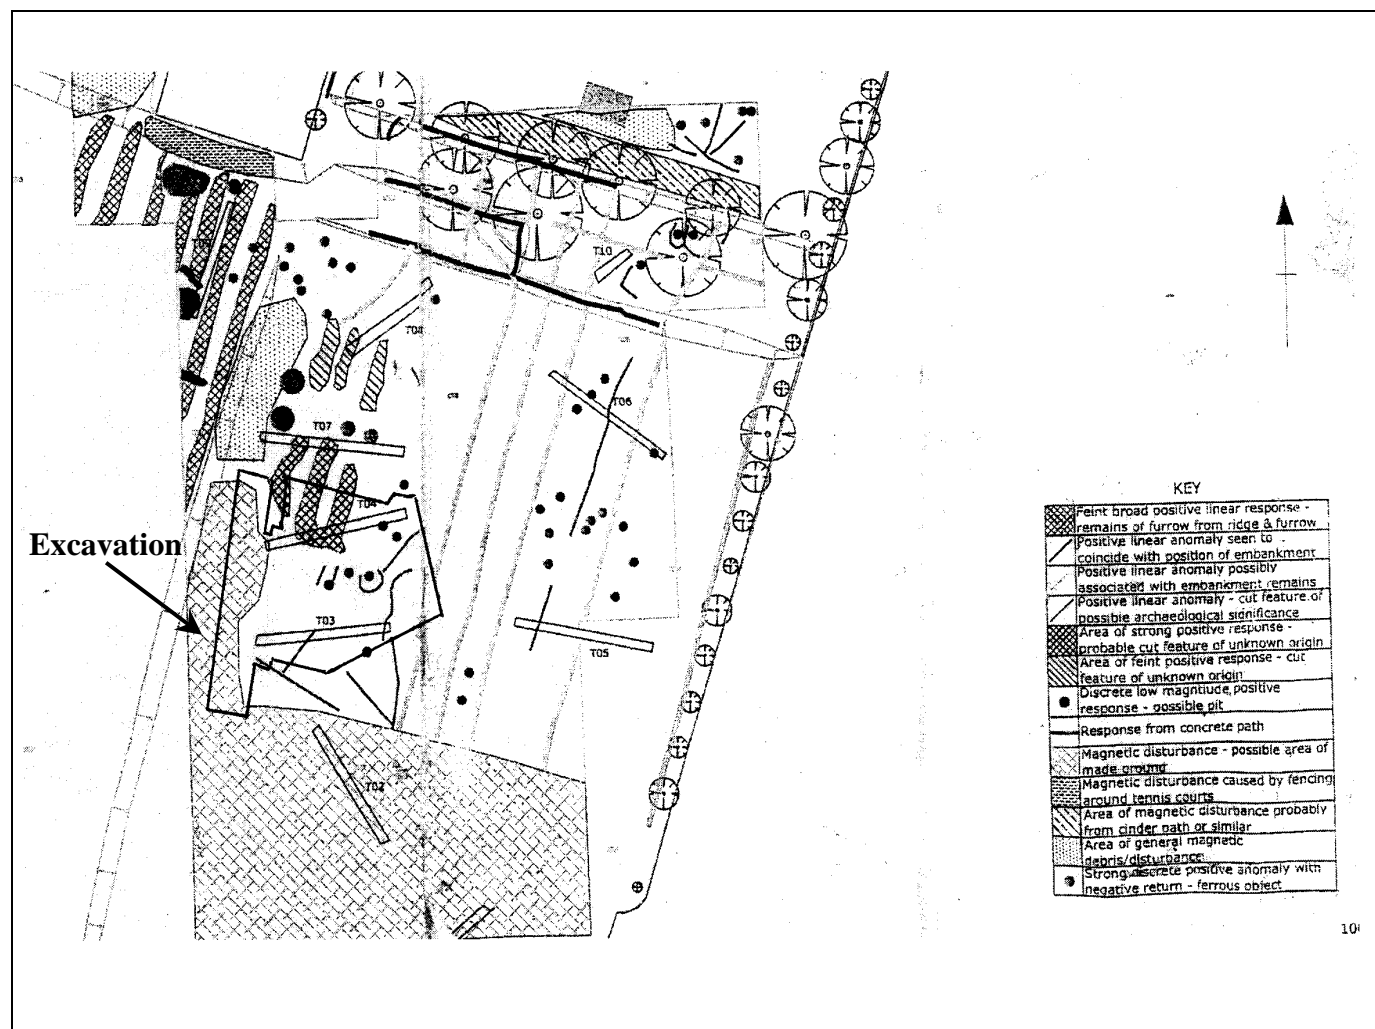 T10
T08
T06
T07
T04
Excavation
T03
T05
T02
KEY
Feint broad positive linear response -
remains of furrow from ridge & furrow
Positive linear anomaly seen to
coincide with position of embankment
Positive linear anomaly possibly
associated with embankment remains
Positive linear anomaly - cut feature of
possible archaeological significance
Area of strong positive response -
probable cut feature of unknown origin
Area of feint positive response - cut
feature of unknown origin
Discrete low magnitude positive
response - possible pit
Response from concrete path
Magnetic disturbance - possible area of
made ground
Magnetic disturbance caused by fencing
around tennis courts
Area of magnetic disturbance probably
from cinder path or similar
Area of general magnetic
debris/disturbance
Strong discrete positive anomaly with
negative return - ferrous object